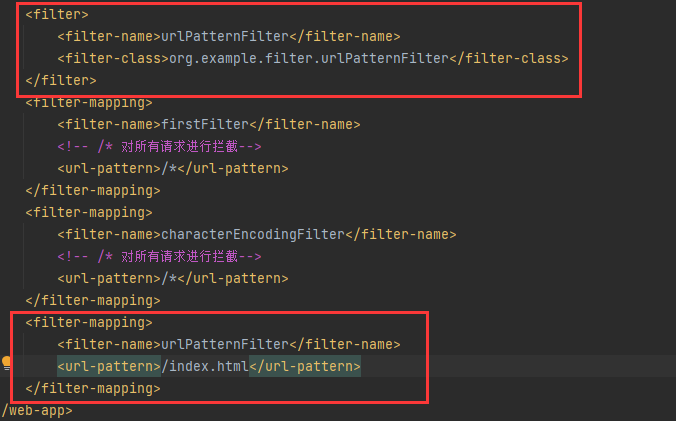 <filter>
<filter-name>urlPatternFilter</filter-name>
<filter-class>org.example.filter.urlPatternFilter</filter-class>
</filter>
<filter-mapping>
<filter-name>firstFilter</filter-name>
<!-- /* 对所有请求进行拦截-->
<url-pattern>/*</url-pattern>
</filter-mapping>
<filter-mapping>
<filter-name>characterEncodingFilter</filter-name>
<!-- /* 对所有请求进行拦截-->
<url-pattern>/*</url-pattern>
</filter-mapping>
<filter-mapping>
<filter-name>urlPatternFilter</filter-name>
<url-pattern>/index.html</url-pattern>
</filter-mapping>
/web-app>